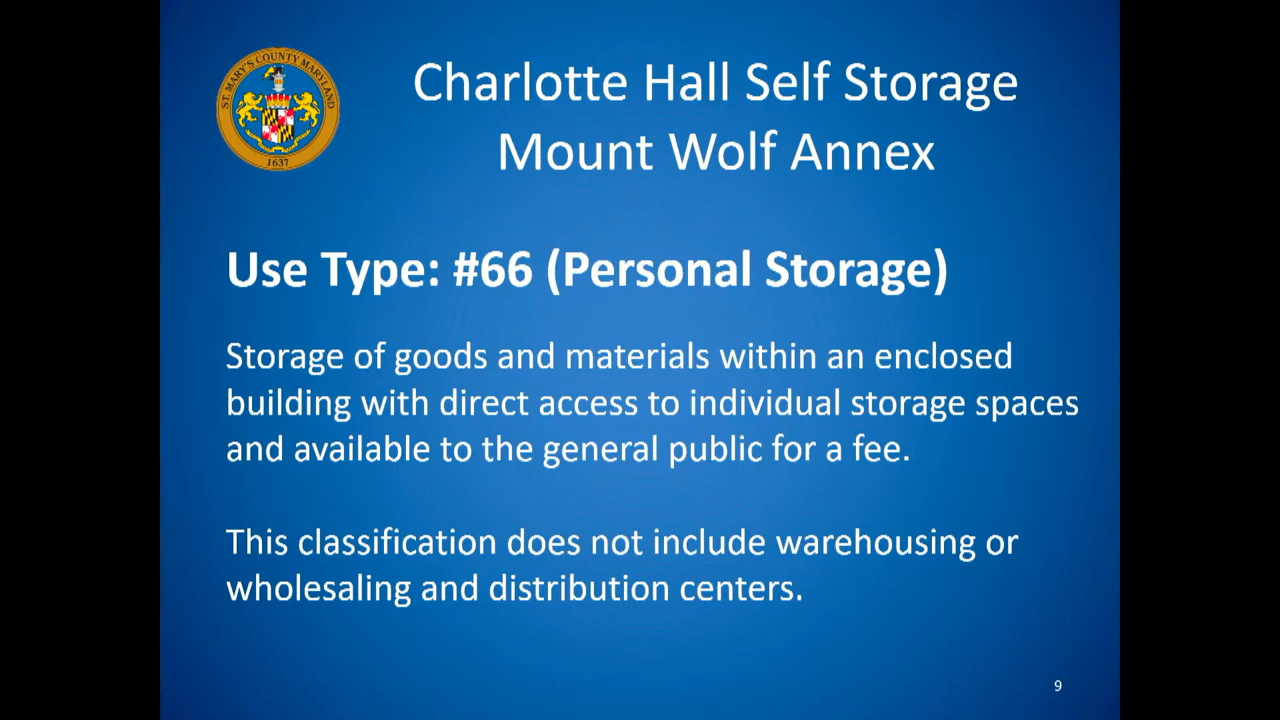 ST. MARY'S COUNTY MARYLAND
1637
Charlotte Hall Self Storage
Mount Wolf Annex
Use Type: #66 (Personal Storage)
Storage of goods and materials within an enclosed
building with direct access to individual storage spaces
and available to the general public for a fee.
This classification does not include warehousing or
wholesaling and distribution centers.
9